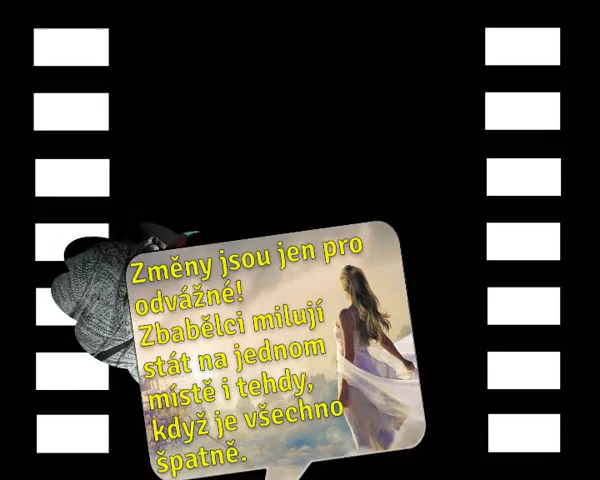 Změny jsou jen pro
odvážné!
Zbabělci milují
stát na jednom
místě i tehdy,
když je všechno
špatně.